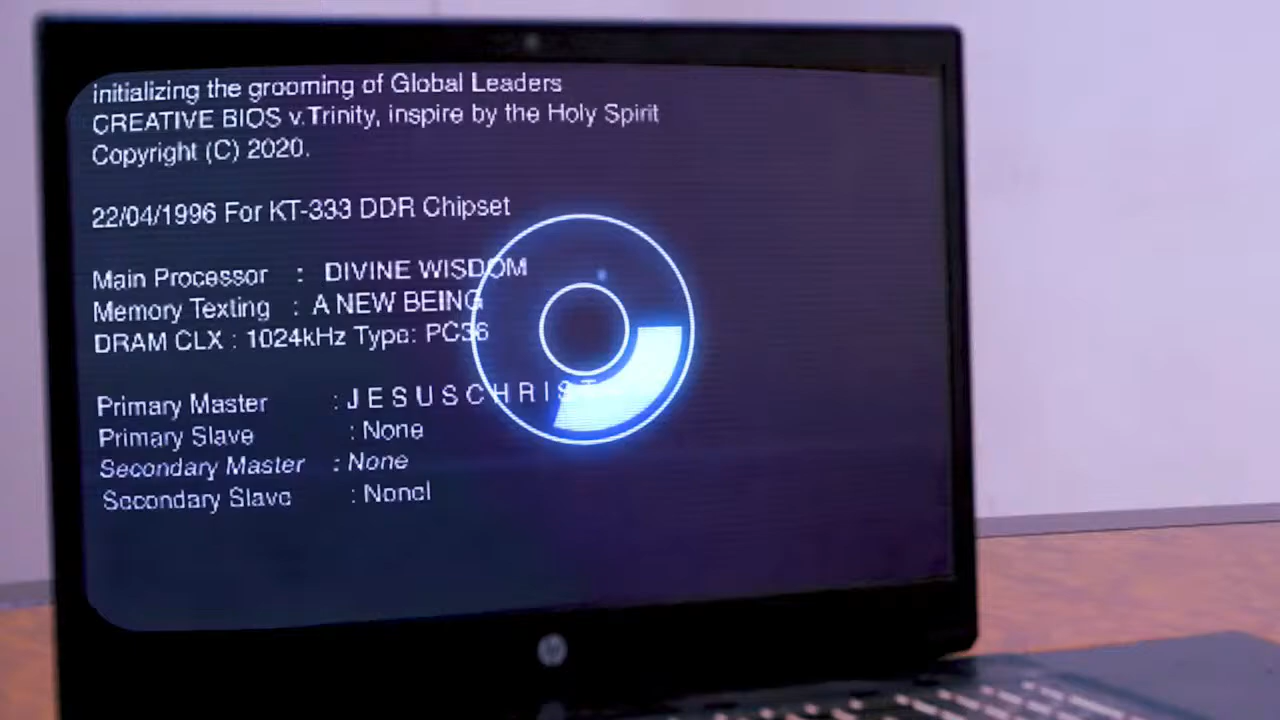 initializing the grooming of Global Leaders
CREATIVE BIOS v.Trinity, inspire by the Holy Spirit
Copyright (C) 2020.
22/04/1996 For KT-333 DDR Chipset
Main Processor : DIVINE WISDOM
Memory Texting : A NEW BEING
DRAM CLX : 1024kHz Type: PC36
Primary Master : J E S U S C H R I S T
Primary Slave : None
Secondary Master : None
Secondary Slave : Nonel
hp